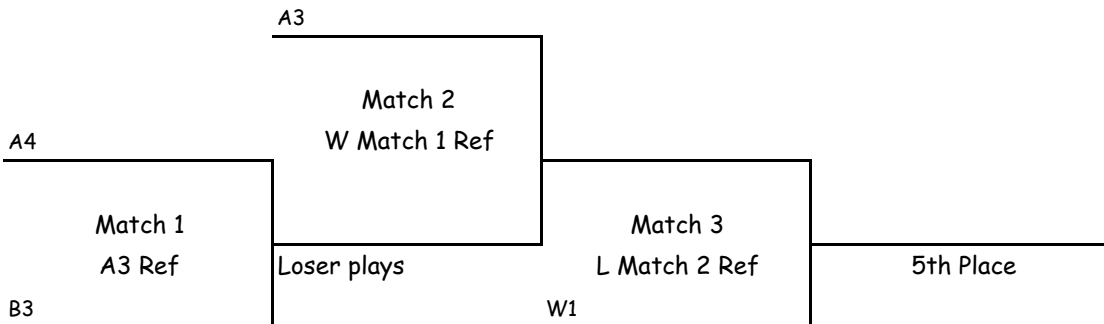 A3
Match 2
W Match 1 Ref
A4
Match 1
A3 Ref
B3
Loser plays
Match 3
L Match 2 Ref
W1
5th Place